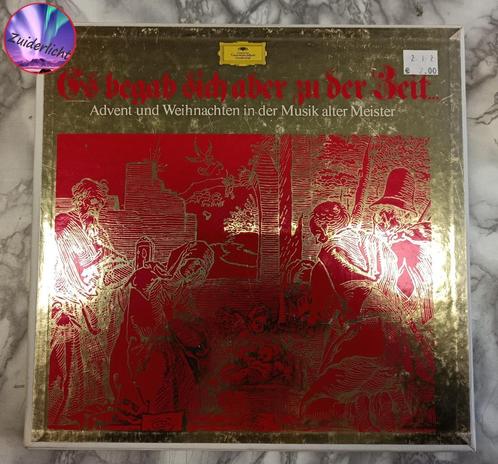 Zuiderlicht
Es begab sich aber zu der Zeit...
Advent und Weihnachten in der Musik alter Meister